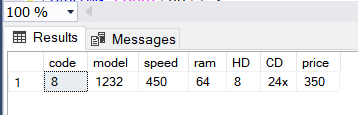 100 %
Results Messages
code model speed ram HD CD price
1 8 1232 450 64 8 24x 350